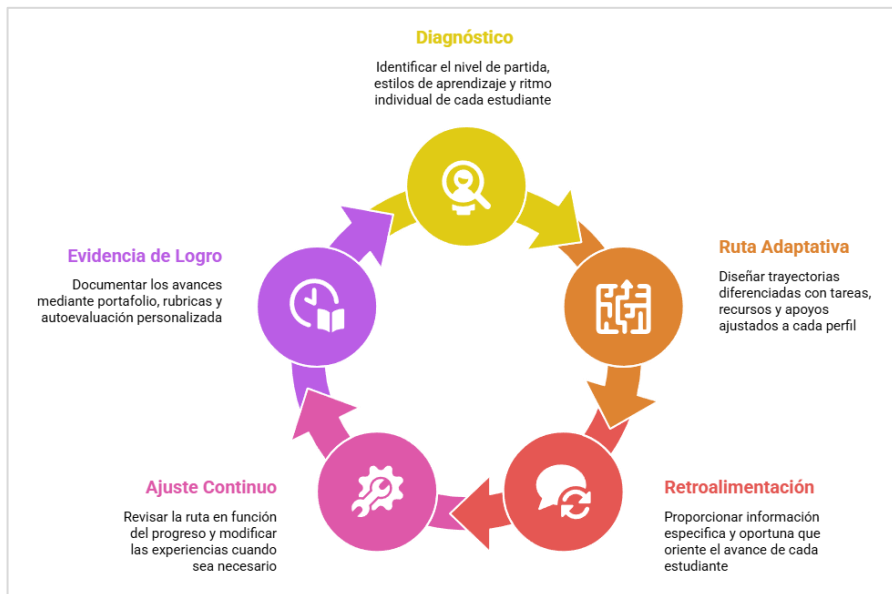 Diagnóstico
Identificar el nivel de partida,
estilos de aprendizaje y ritmo
individual de cada estudiante
Ruta Adaptativa
Diseñar trayectorias
diferenciadas con tareas,
recursos y apoyos
ajustados a cada perfil
Retroalimentación
Proporcionar información
especifica y oportuna que
oriente el avance de cada
estudiante
Ajuste Continuo
Revisar la ruta en función
del progreso y modificar
las experiencias cuando
sea necesario
Evidencia de Logro
Documentar los avances
mediante portafolio, rubricas y
autoevaluación personalizada